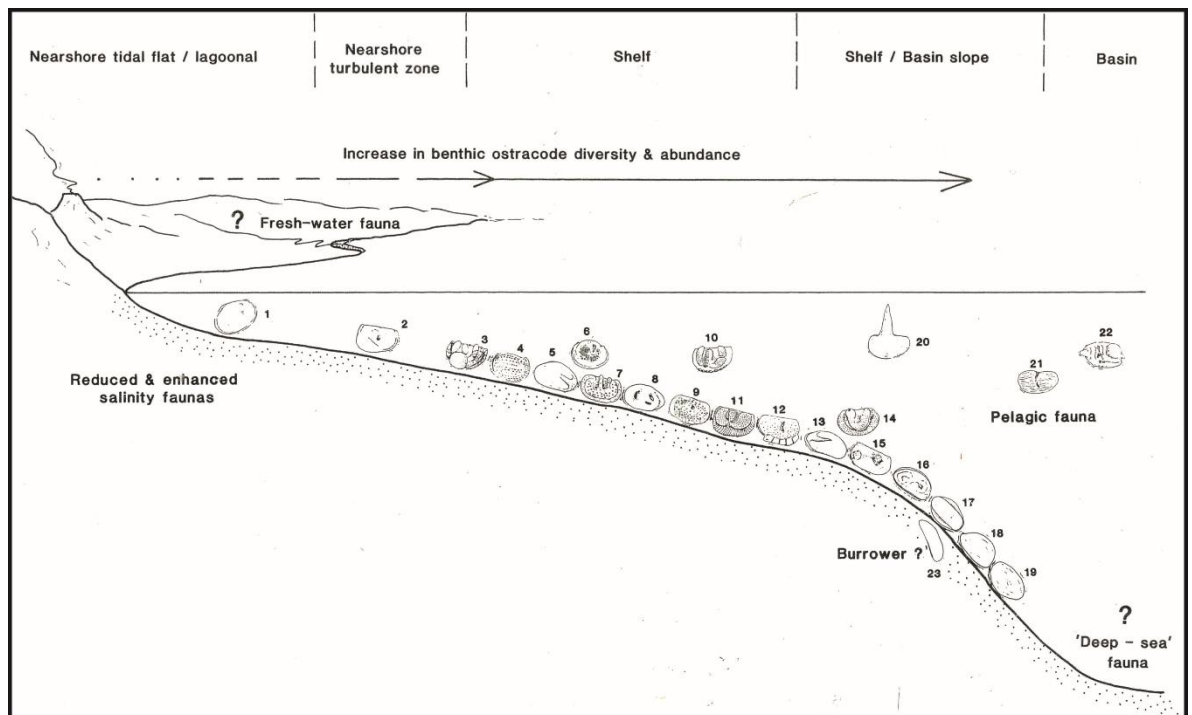 Nearshore tidal flat / lagoonal
Nearshore
turbulent zone
Shelf
Shelf / Basin slope
Basin
Increase in benthic ostracode diversity & abundance
? Fresh-water fauna
1
2
3
4
5
6
7
8
9
10
11
12
13
14
15
16
17
18
19
20
21
22
Reduced & enhanced
salinity faunas
Pelagic fauna
Burrower ?
23
?
'Deep - sea'
fauna